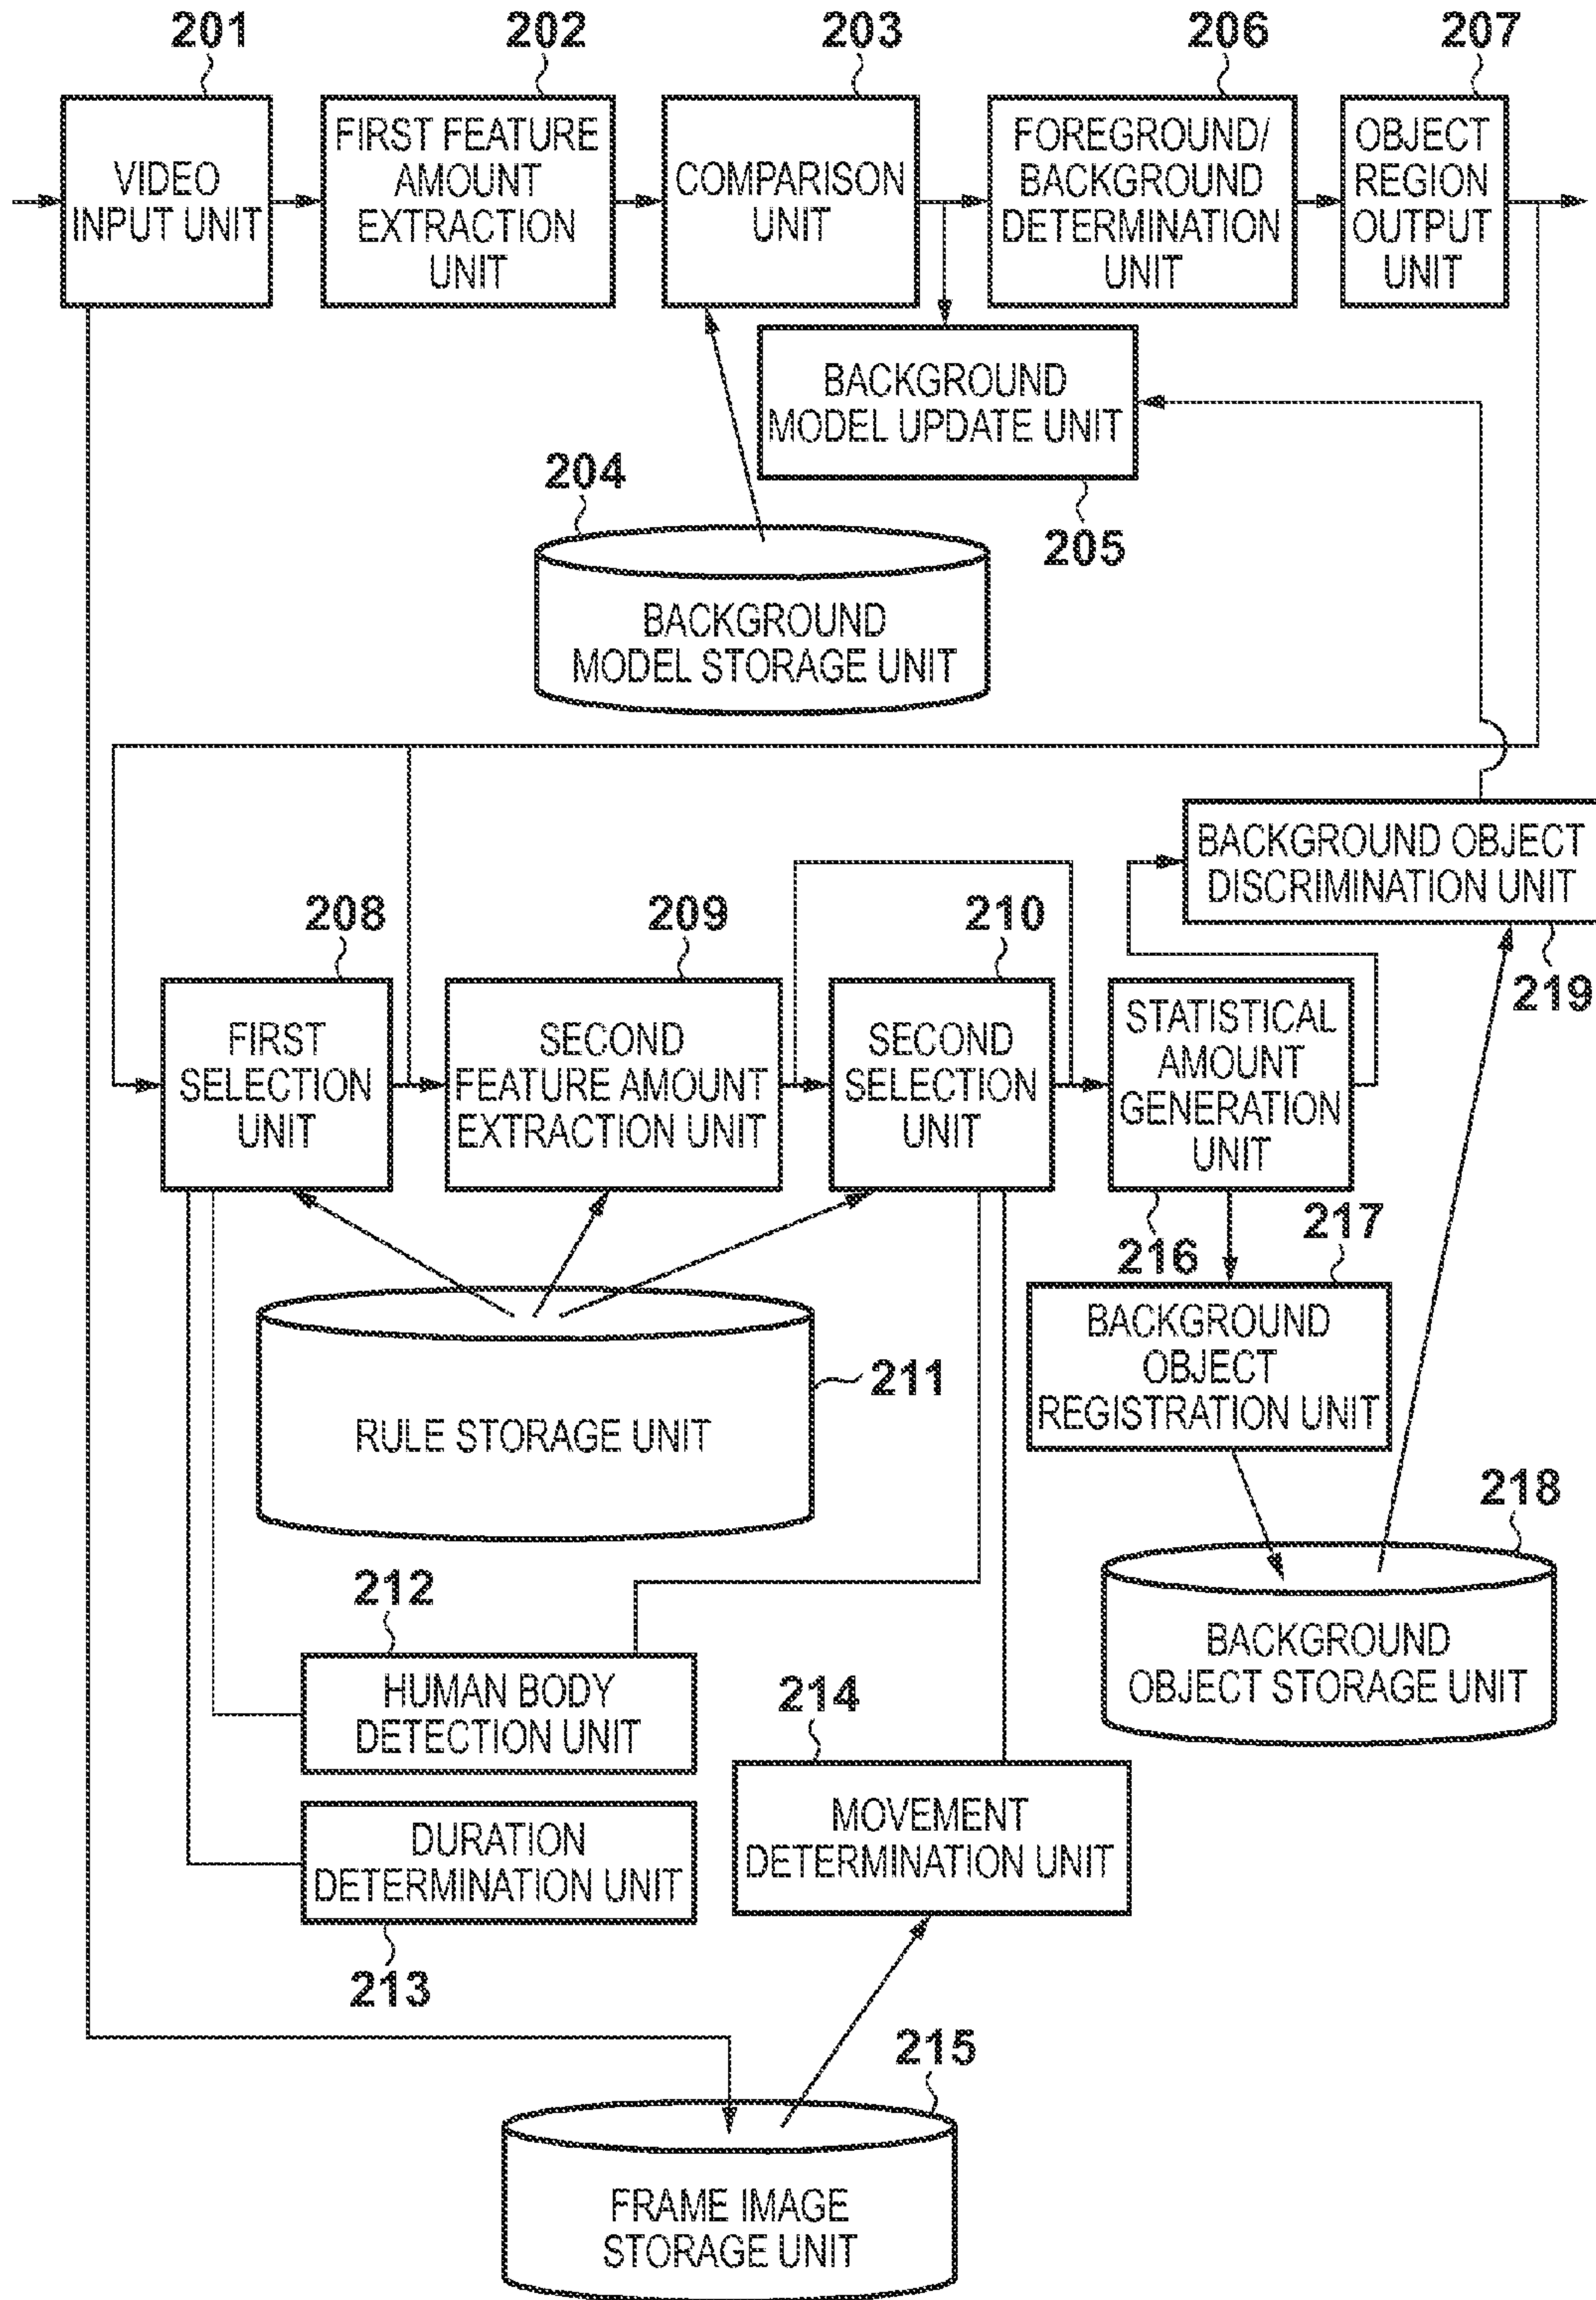 201
202
203
206
207
VIDEO
INPUT UNIT
FIRST FEATURE
AMOUNT
EXTRACTION
UNIT
COMPARISON
UNIT
FOREGROUND/
BACKGROUND
DETERMINATION
UNIT
OBJECT
REGION
OUTPUT
UNIT
BACKGROUND
MODEL UPDATE UNIT
204
205
BACKGROUND
MODEL STORAGE UNIT
BACKGROUND OBJECT
DISCRIMINATION UNIT
208
209
210
219
FIRST
SELECTION
UNIT
SECOND
FEATURE AMOUNT
EXTRACTION UNIT
SECOND
SELECTION
UNIT
STATISTICAL
AMOUNT
GENERATION
UNIT
216
217
BACKGROUND
OBJECT
REGISTRATION UNIT
211
RULE STORAGE UNIT
218
212
BACKGROUND
OBJECT STORAGE UNIT
HUMAN BODY
DETECTION UNIT
214
MOVEMENT
DETERMINATION UNIT
DURATION
DETERMINATION UNIT
213
215
FRAME IMAGE
STORAGE UNIT